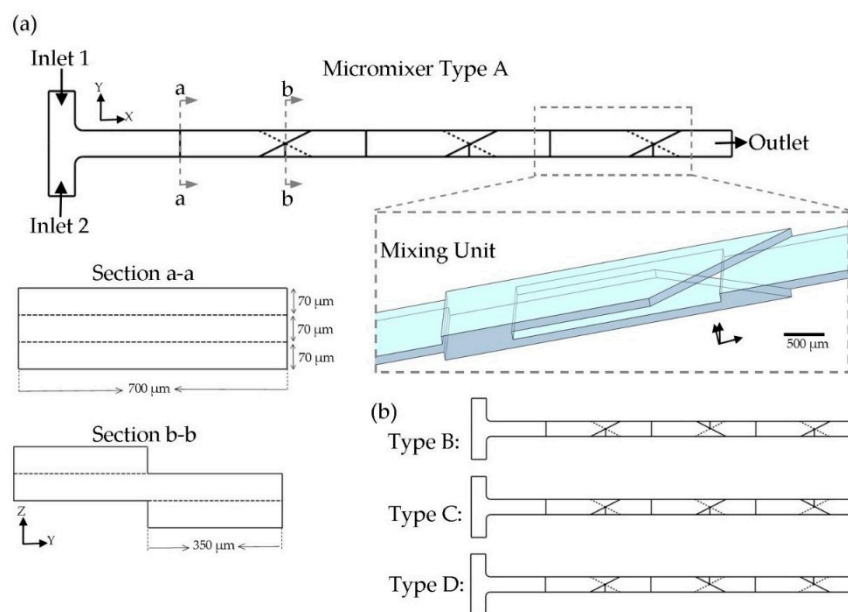 (a)
Inlet 1
Micromixer Type A
Y
X
a
b
Outlet
a
b
Inlet 2
Mixing Unit
500 μm
Section a-a
70 μm
70 μm
70 μm
700 μm
Section b-b
Z
Y
350 μm
(b)
Type B:
Type C:
Type D: